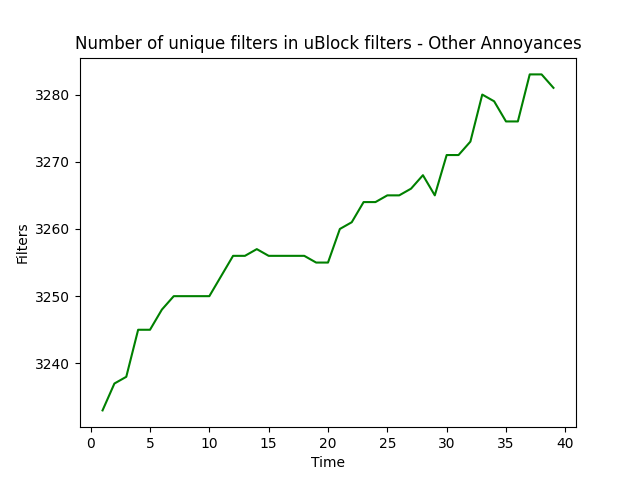 Number of unique filters in uBlock filters - Other Annoyances
3280
3270
3260
3250
3240
Filters
0 5 10 15 20 25 30 35 40
Time